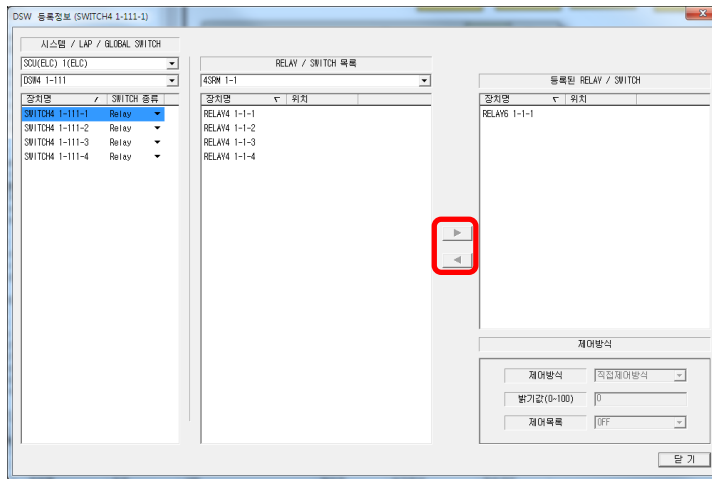 DSW 등록정보 (SWITCH4 1-111-1)
시스템 / LAP / GLOBAL SWITCH
SCU(ELC) 1(ELC)
DSW4 1-111
장치명 SWITCH 종류
SWITCH4 1-111-1 Relay
SWITCH4 1-111-2 Relay
SWITCH4 1-111-3 Relay
SWITCH4 1-111-4 Relay
RELAY / SWITCH 목록
4SRM 1-1
장치명 위치
RELAY4 1-1-1
RELAY4 1-1-2
RELAY4 1-1-3
RELAY4 1-1-4
등록된 RELAY / SWITCH
장치명 위치
RELAY6 1-1-1
제어방식
제어방식 직접제어방식
밝기값(0~100) 0
제어목록 OFF
닫 기